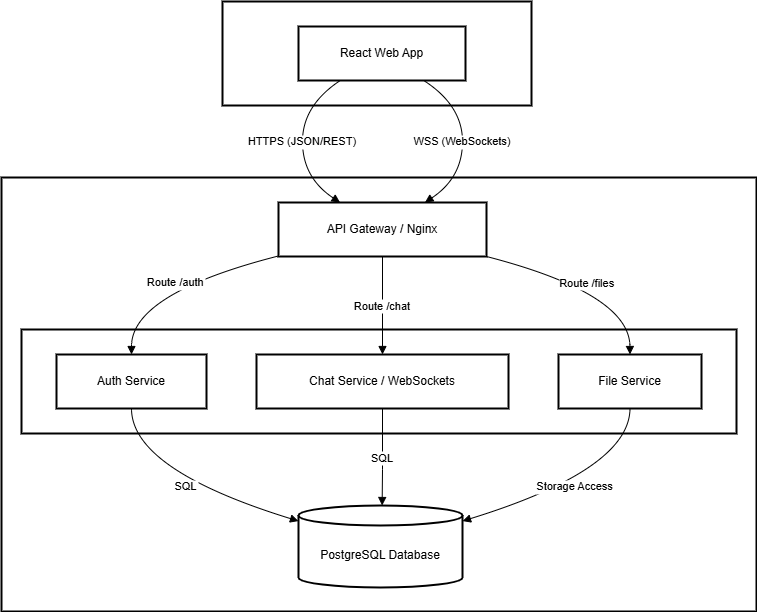 React Web App
HTTPS (JSON/REST)
WSS (WebSockets)
API Gateway / Nginx
Route /auth
Route /chat
Route /files
Auth Service
Chat Service / WebSockets
File Service
SQL
SQL
Storage Access
PostgreSQL Database